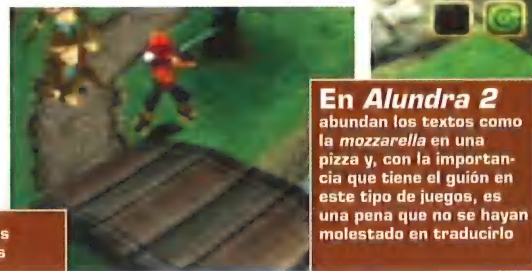 En Alundra 2
abundan los textos como
la mozzarella en una
pizza y, con la importan-
cia que tiene el guión en
este tipo de juegos, es
una pena que no se hayan
molestado en traducirlo
s
s